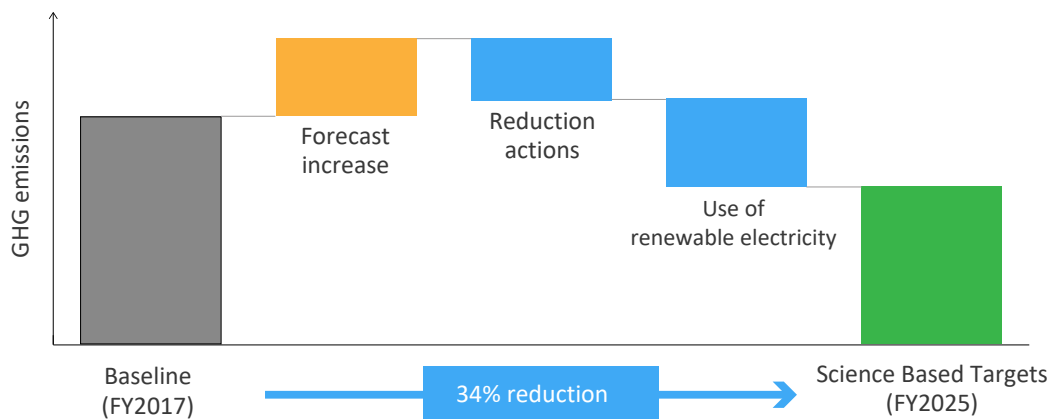 GHG emissions
Forecast
increase
Reduction
actions
Use of
renewable electricity
Baseline
(FY2017)
34% reduction
Science Based Targets
(FY2025)